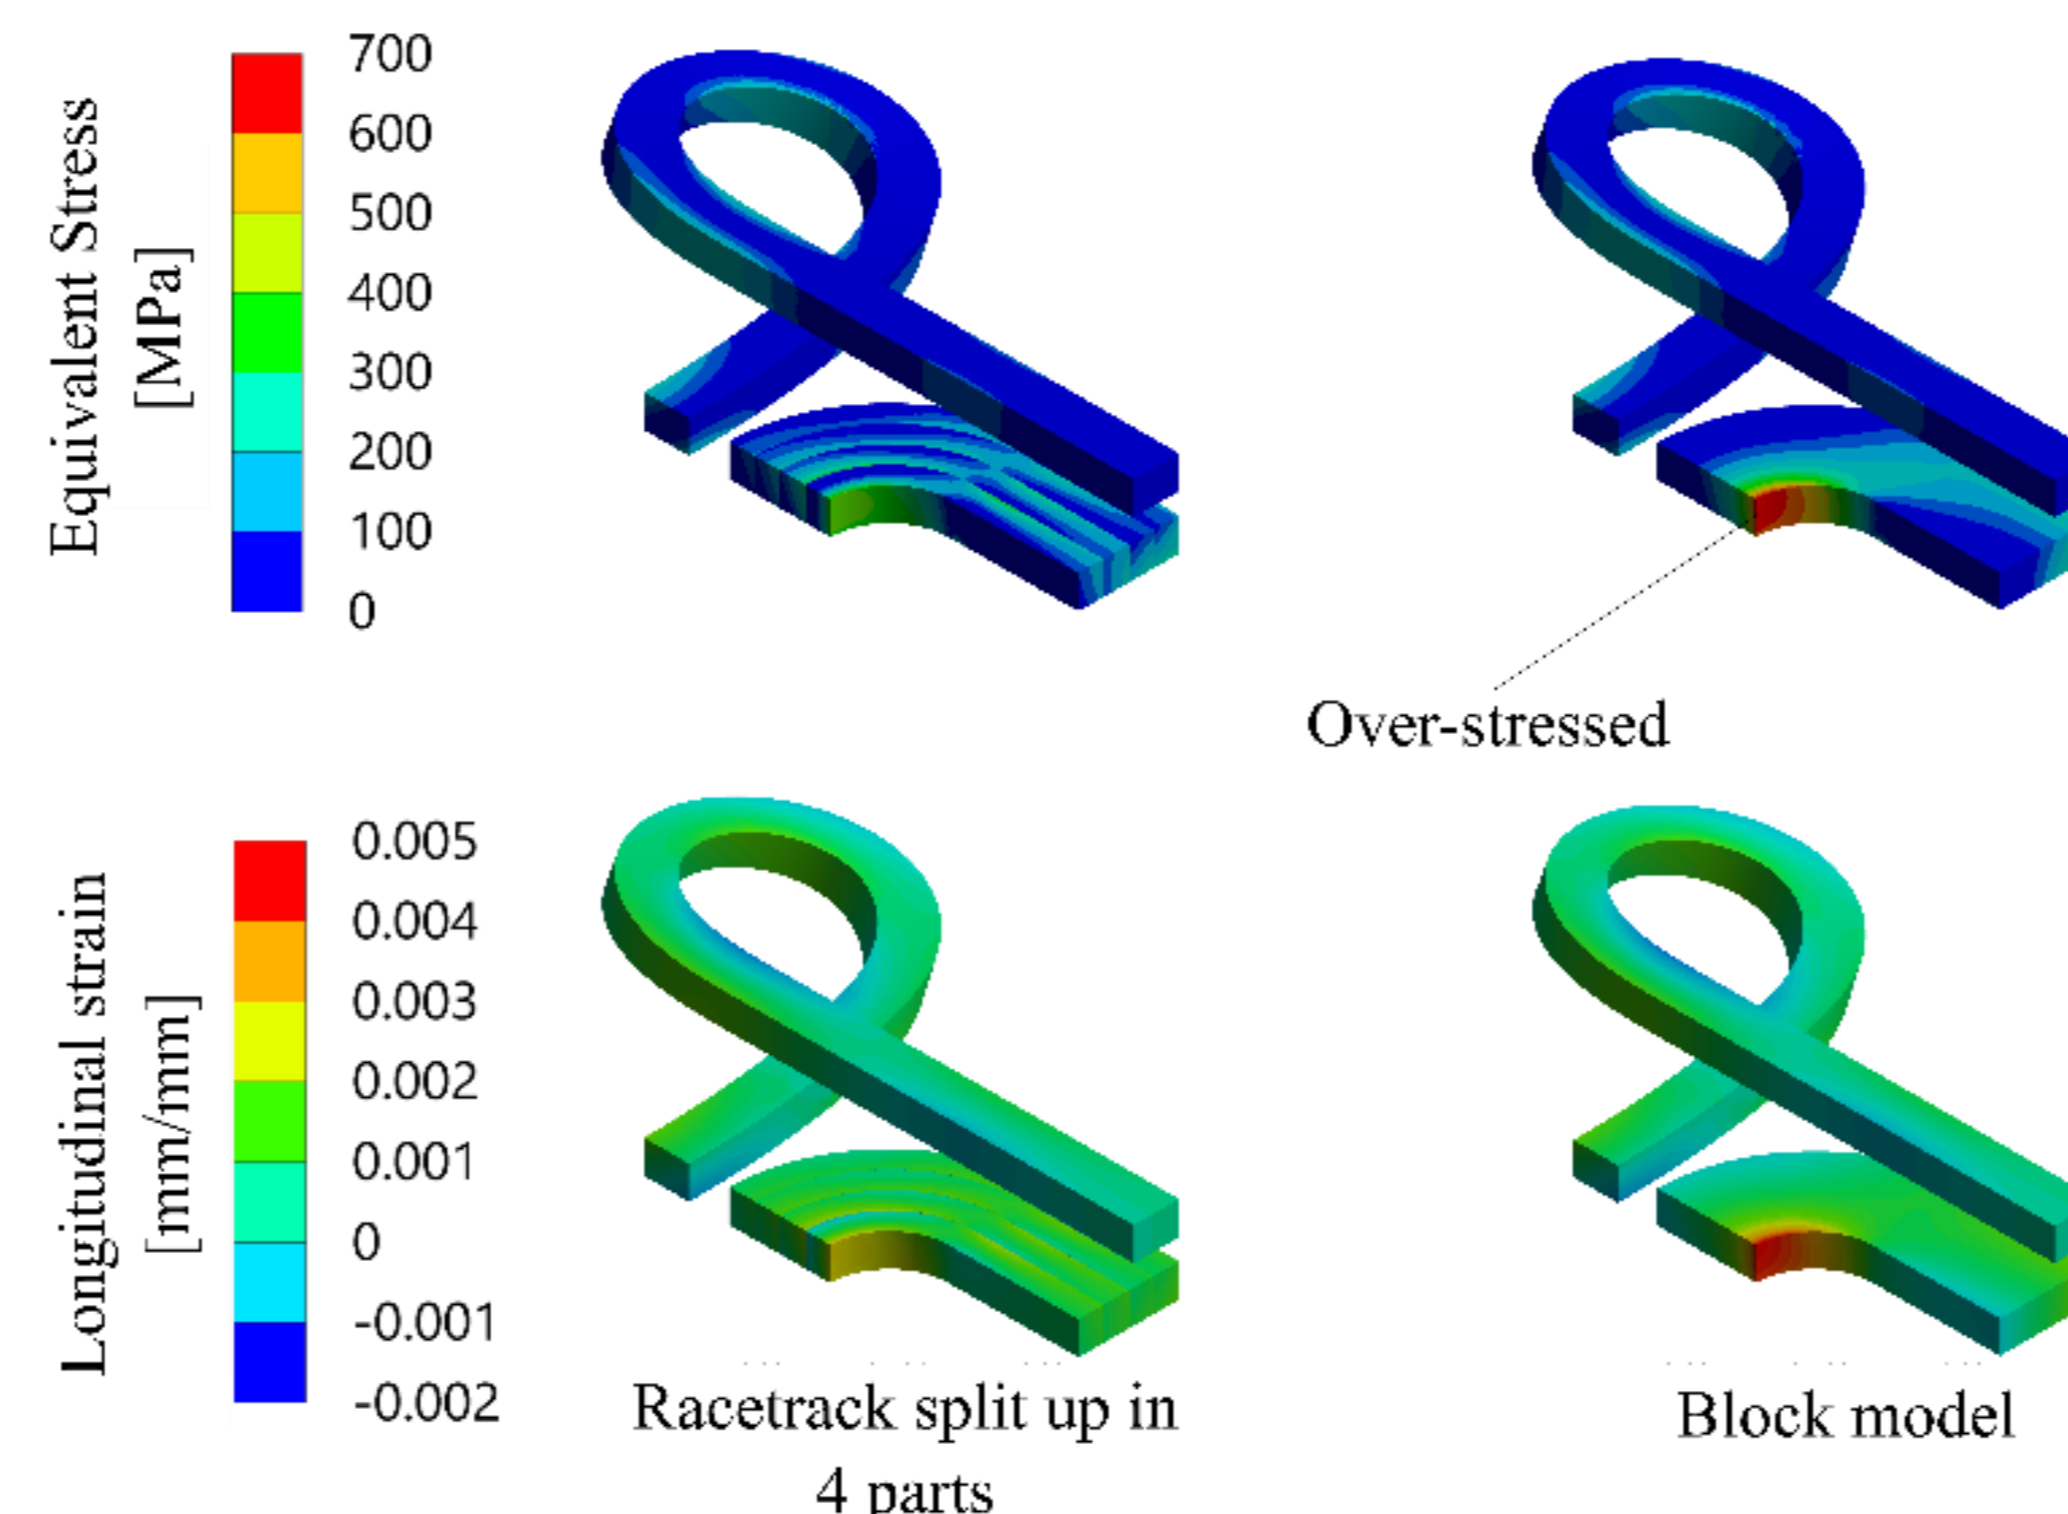 Equivalent Stress
[MPa]
700
600
500
400
300
200
100
0
Over-stressed
Longitudinal strain
[mm/mm]
0.005
0.004
0.003
0.002
0.001
0
-0.001
-0.002
Racetrack split up in
4 parts
Block model